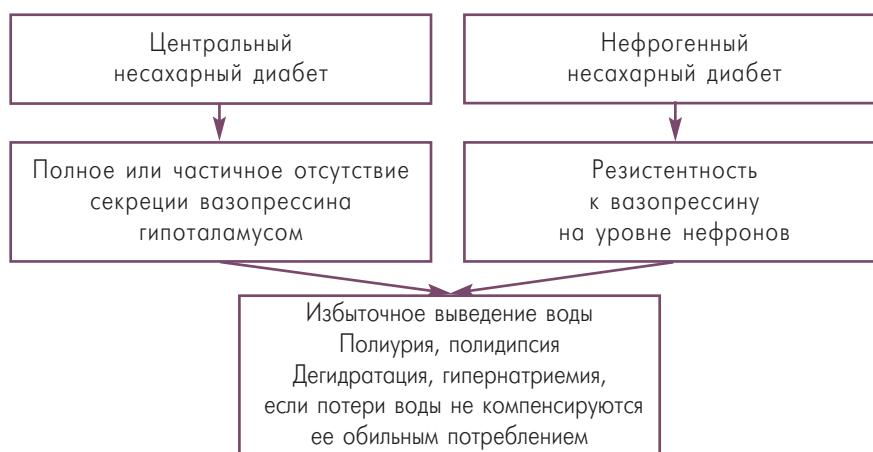 Центральный
несахарный диабет
Нефрогенный
несахарный диабет
Полное или частичное отсутствие
секреции вазопрессина
гипоталамусом
Резистентность
к вазопрессину
на уровне нефронов
Избыточное выведение воды
Полиурия, полидипсия
Дегидратация, гипернатриемия,
если потери воды не компенсируются
ее обильным потреблением